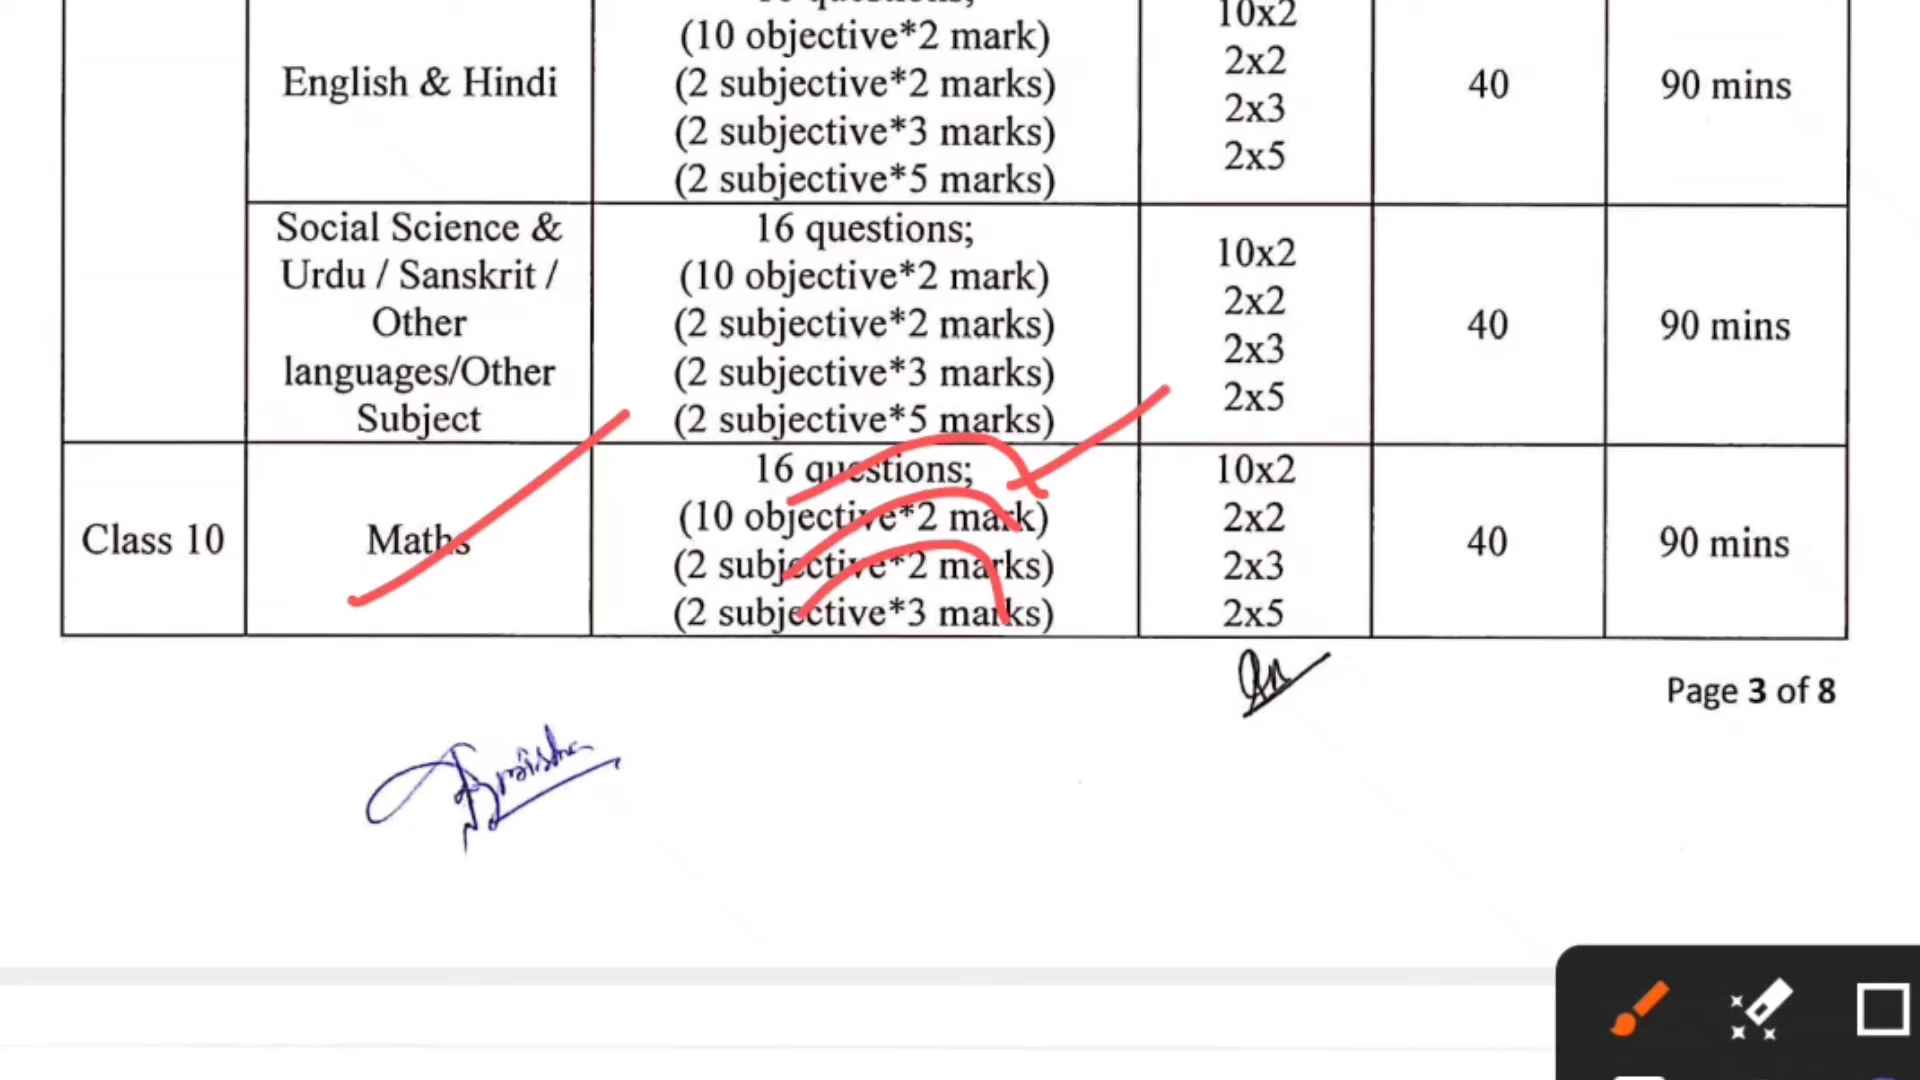 (10 objective*2 mark)
(2 subjective*2 marks)
(2 subjective*3 marks)
(2 subjective*5 marks)
English & Hindi
10x2
2x2
2x3
2x5
40
90 mins
Social Science &
Urdu / Sanskrit /
Other
languages/Other
Subject
16 questions;
(10 objective*2 mark)
(2 subjective*2 marks)
(2 subjective*3 marks)
(2 subjective*5 marks)
10x2
2x2
2x3
2x5
40
90 mins
Class 10
Maths
16 questions;
(10 objective*2 mark)
(2 subjective*2 marks)
(2 subjective*3 marks)
10x2
2x2
2x3
2x5
40
90 mins
Page 3 of 8